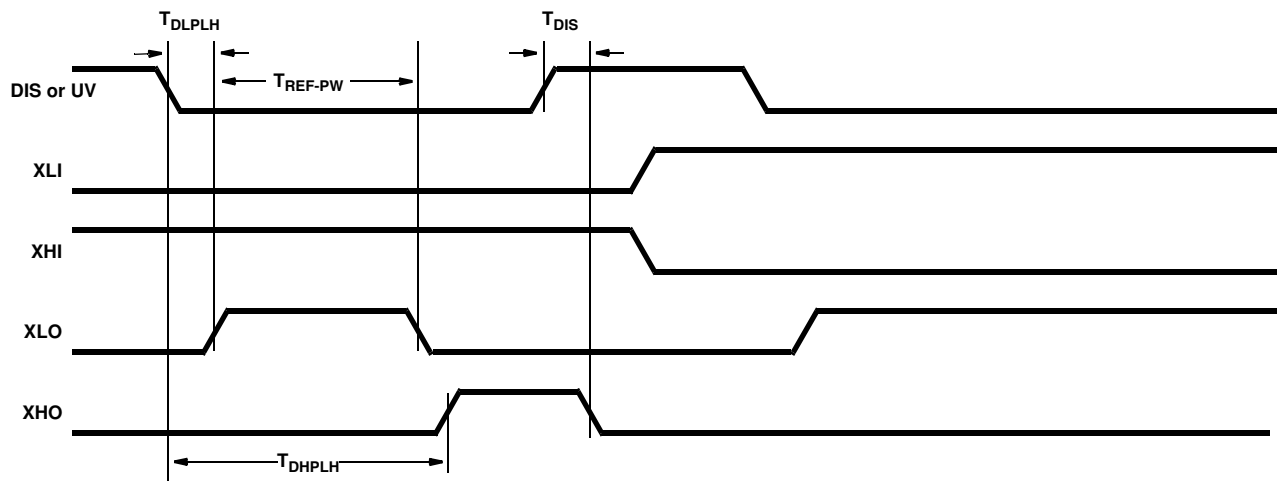 TDLPLH
TDIS
DIS or UV
TREF-PW
XLI
XHI
XLO
XHO
TDHPLH